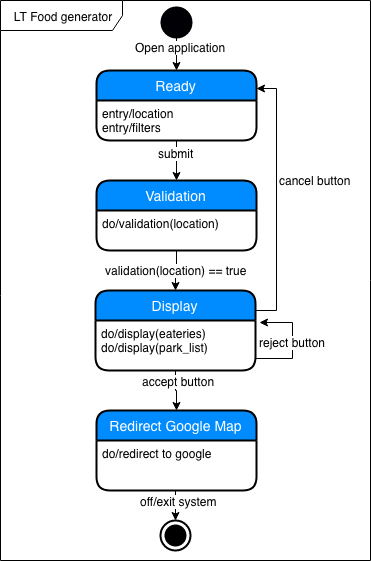 LT Food generator
Open application
Ready
entry/location
entry/filters
submit
cancel button
Validation
do/validation(location)
validation(location) == true
Display
do/display(eateries)
do/display(park_list)
reject button
accept button
Redirect Google Map
do/redirect to google
off/exit system